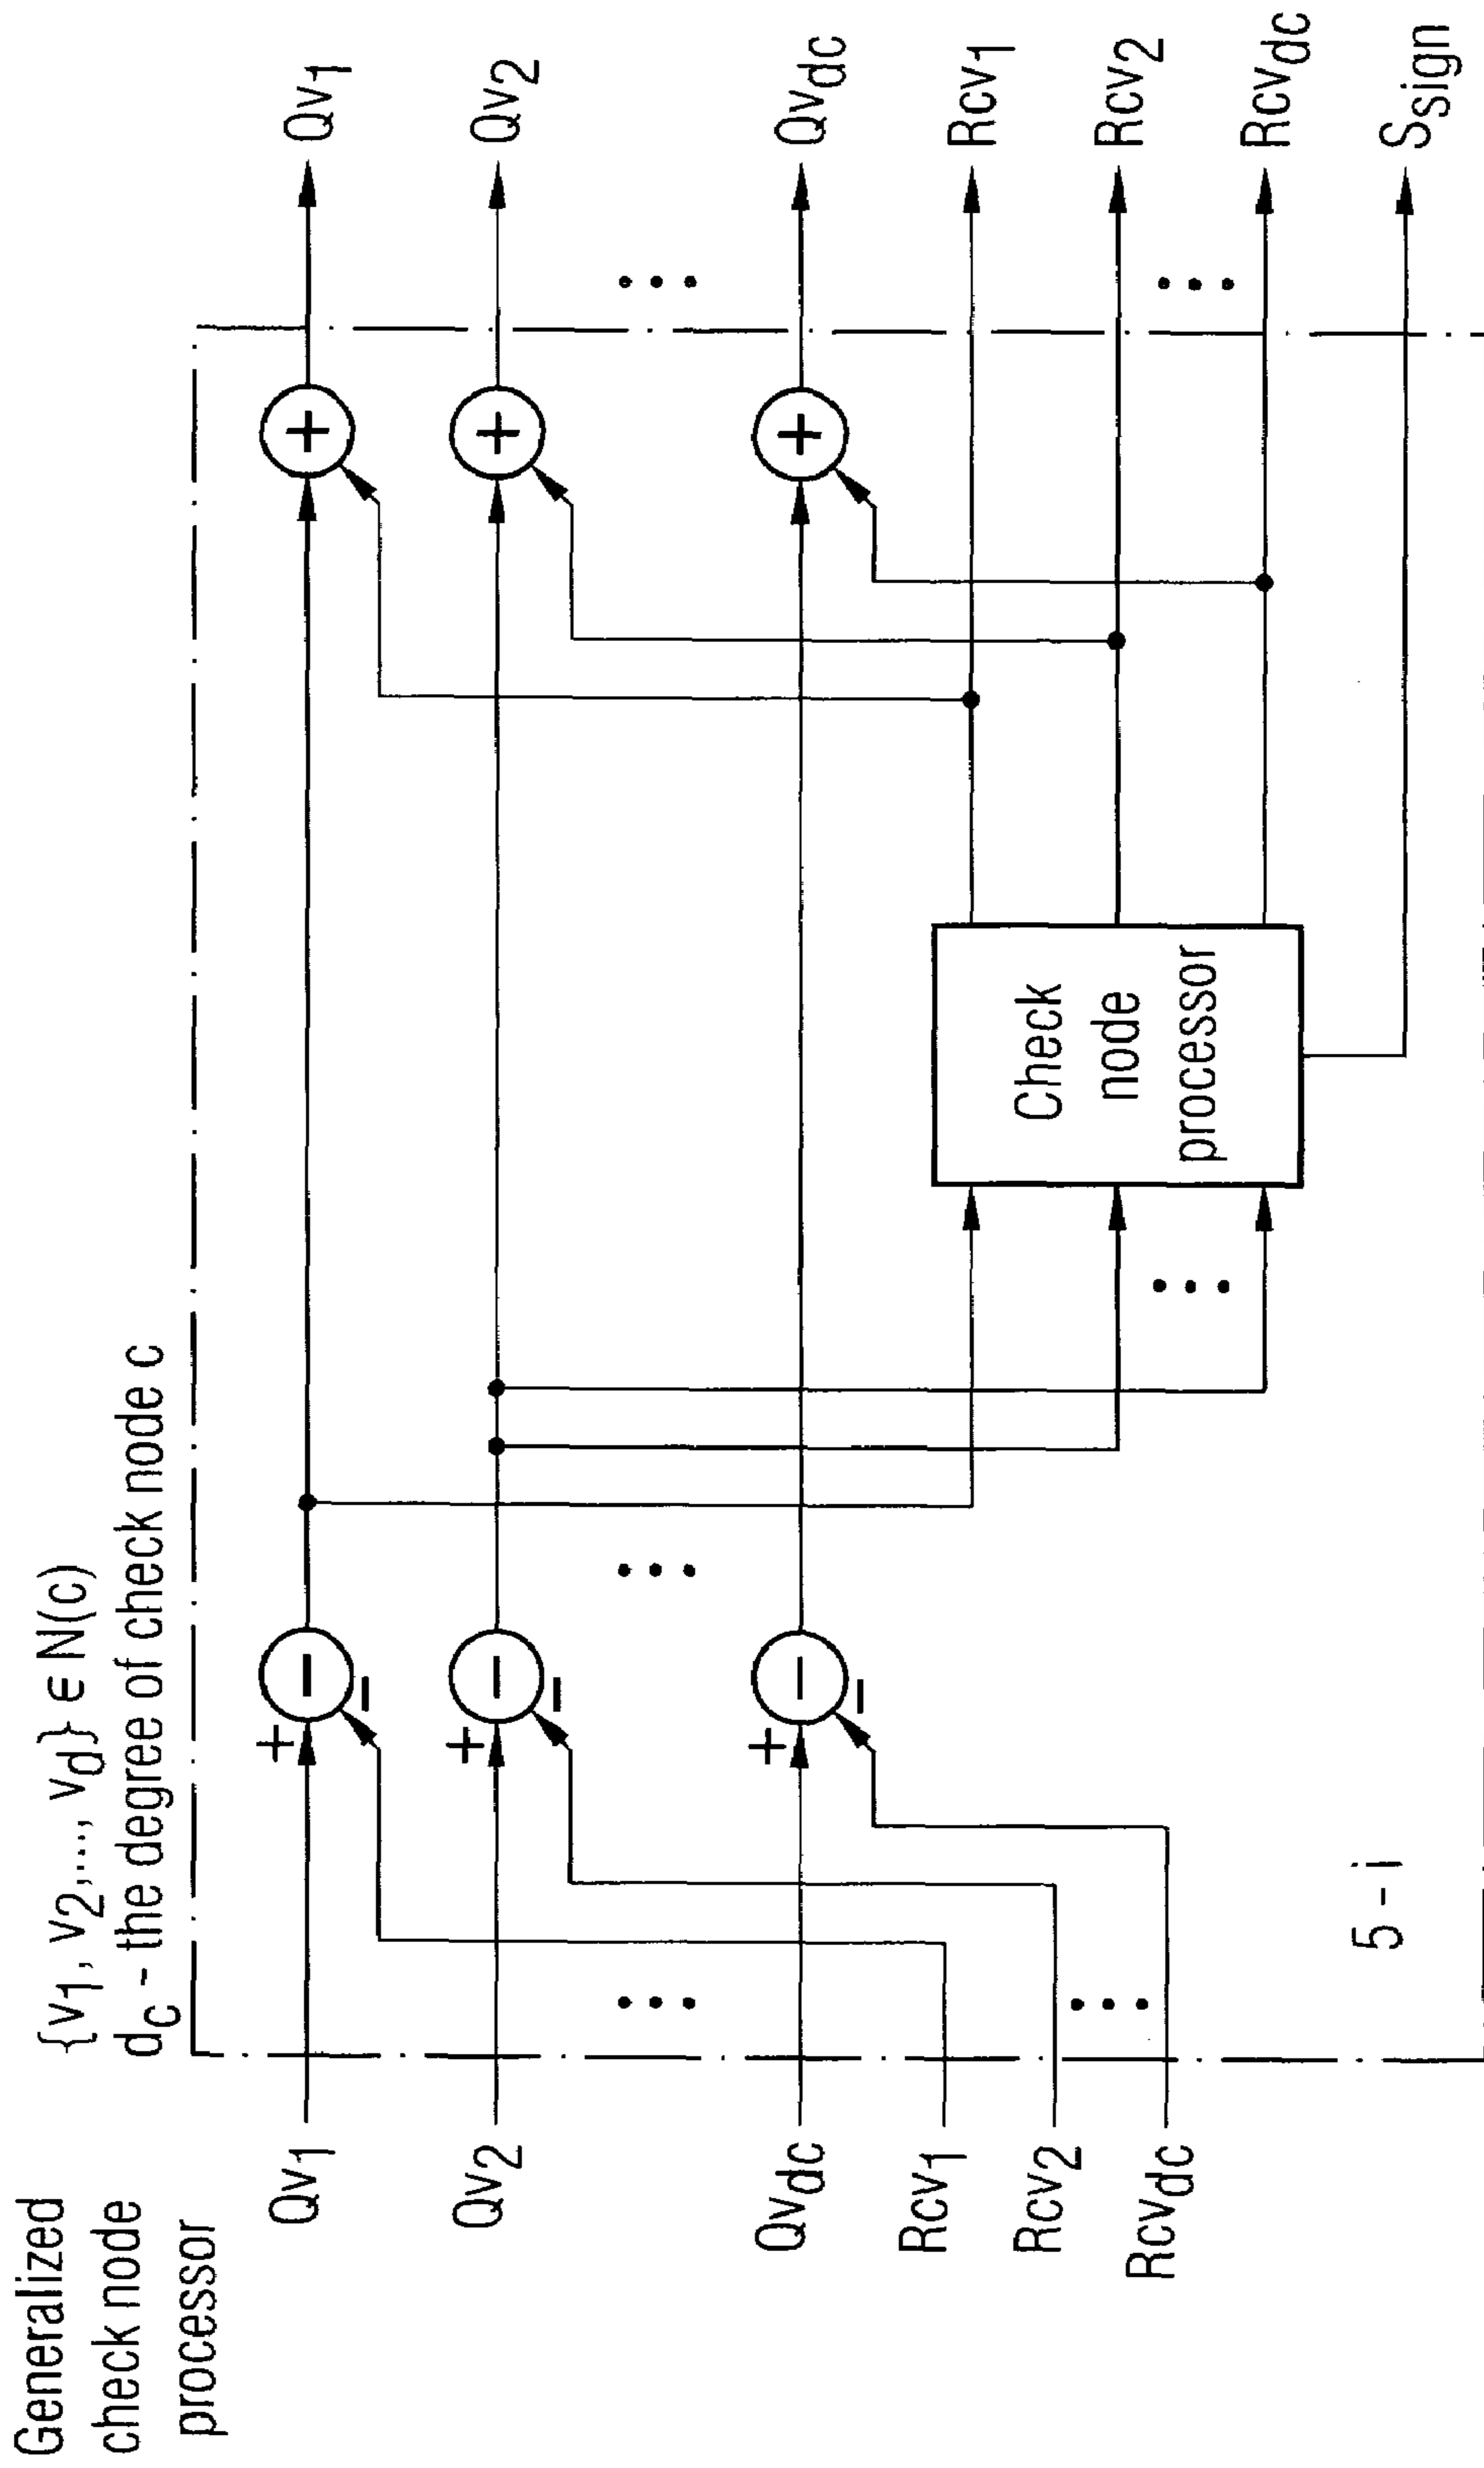 Generalized
check node
processor
{v1, v2,..., vd} ∈ N(c)
dc - the degree of check node c
Qv1
Qv2
Qvdc
Rcv1
Rcv2
Rcvdc
+
−
−
+
−
−
+
−
−
5 - i
Check
node
processor
+
+
+
Qv1
Qv2
Qvdc
Rcv1
Rcv2
Rcvdc
Ssign